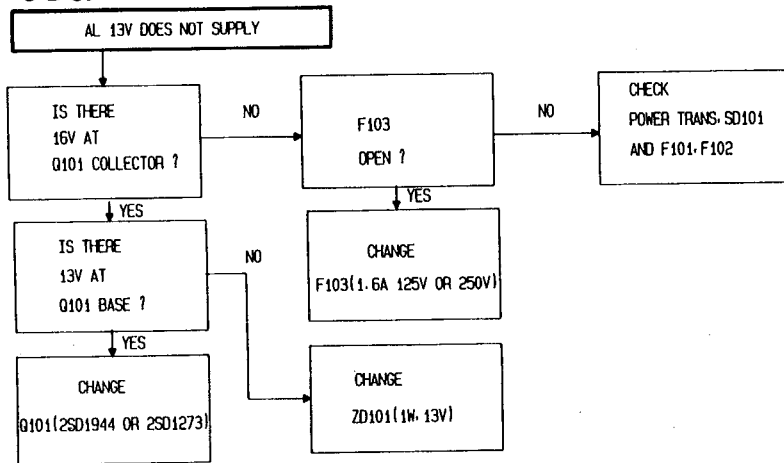 AL 13V DOES NOT SUPPLY
IS THERE
16V AT
Q101 COLLECTOR ?
NO
F103
OPEN ?
NO
CHECK
POWER TRANS, SD101
AND F101, F102
YES
YES
IS THERE
13V AT
Q101 BASE ?
NO
CHANGE
F103(1.6A 125V OR 250V)
YES
CHANGE
Q101(2SD1944 OR 2SD1273)
CHANGE
ZD101(1W, 13V)